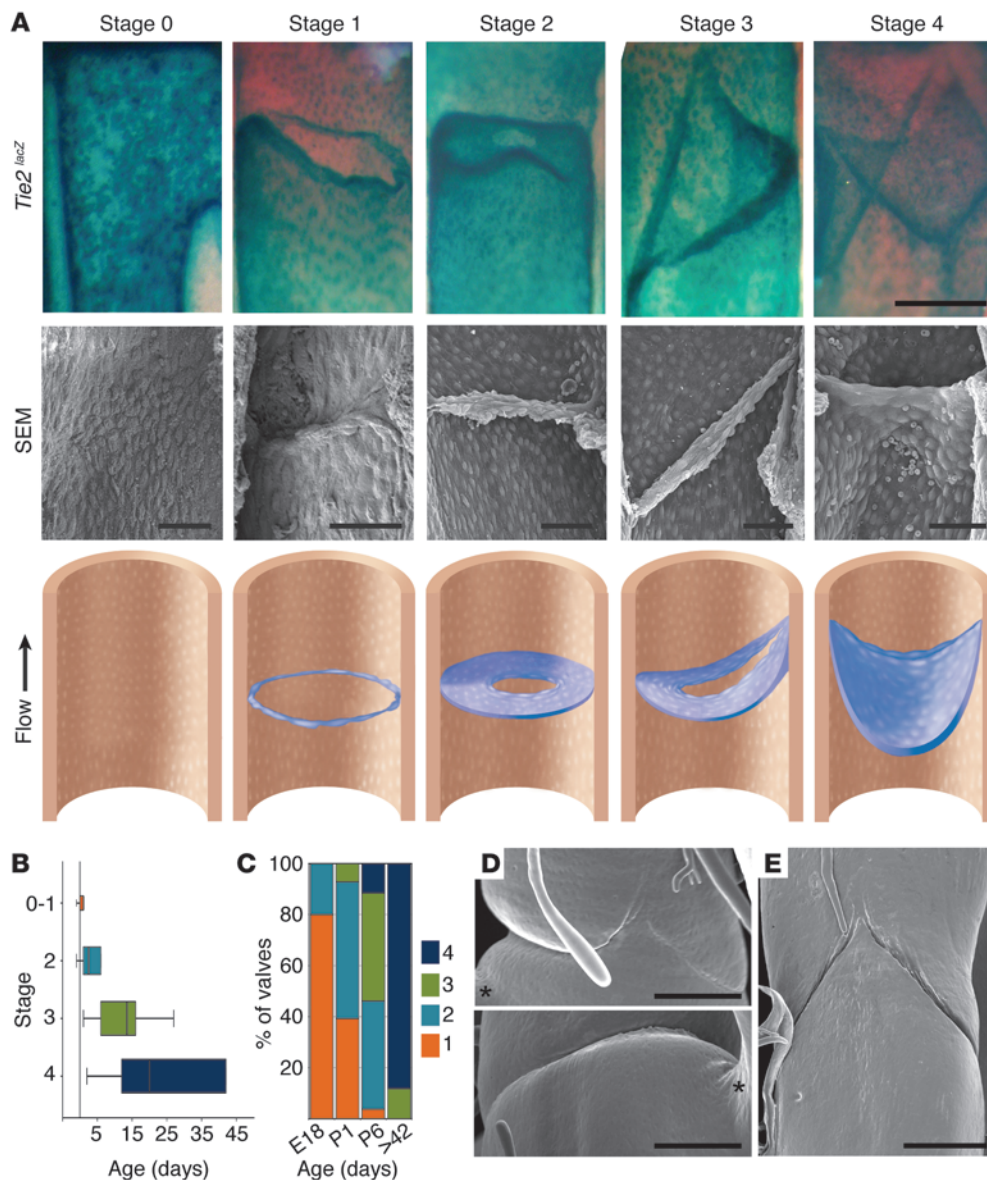 A
Stage 0 Stage 1 Stage 2 Stage 3 Stage 4
Tie2 lacZ
SEM
Flow
B
Stage
0-1
2
3
4
5 15 25 35 45
Age (days)
C
% of valves
100
80
60
40
20
E18 P1 P6 >42
Age (days)
4
3
2
1
D
*
*
E